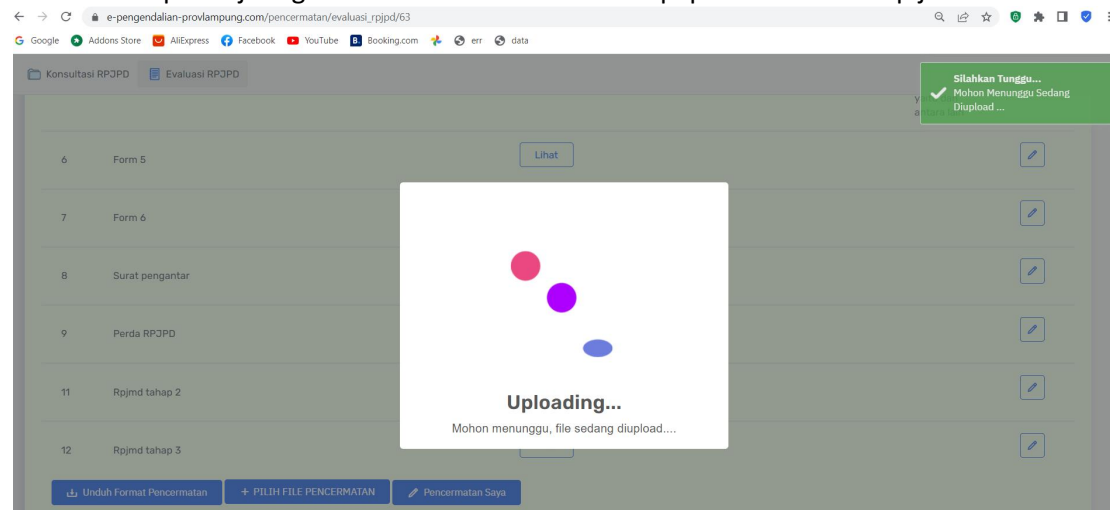 e-pengendalian-provlampung.com/pencermatan/evaluasi_rpjpd/63
Google Addons Store AliExpress Facebook YouTube Booking.com err data
Konsultasi RPJPD Evaluasi RPJPD
Silahkan Tunggu...
Mohon Menunggu Sedang
Diupload ...
6 Form 5 Lihat
7 Form 6
8 Surat pengantar
9 Perda RPJPD
11 Rpjmd tahap 2
12 Rpjmd tahap 3
Uploading...
Mohon menunggu, file sedang diupload....
Unduh Format Pencermatan + PILIH FILE PENCERMATAN Pencermatan Saya